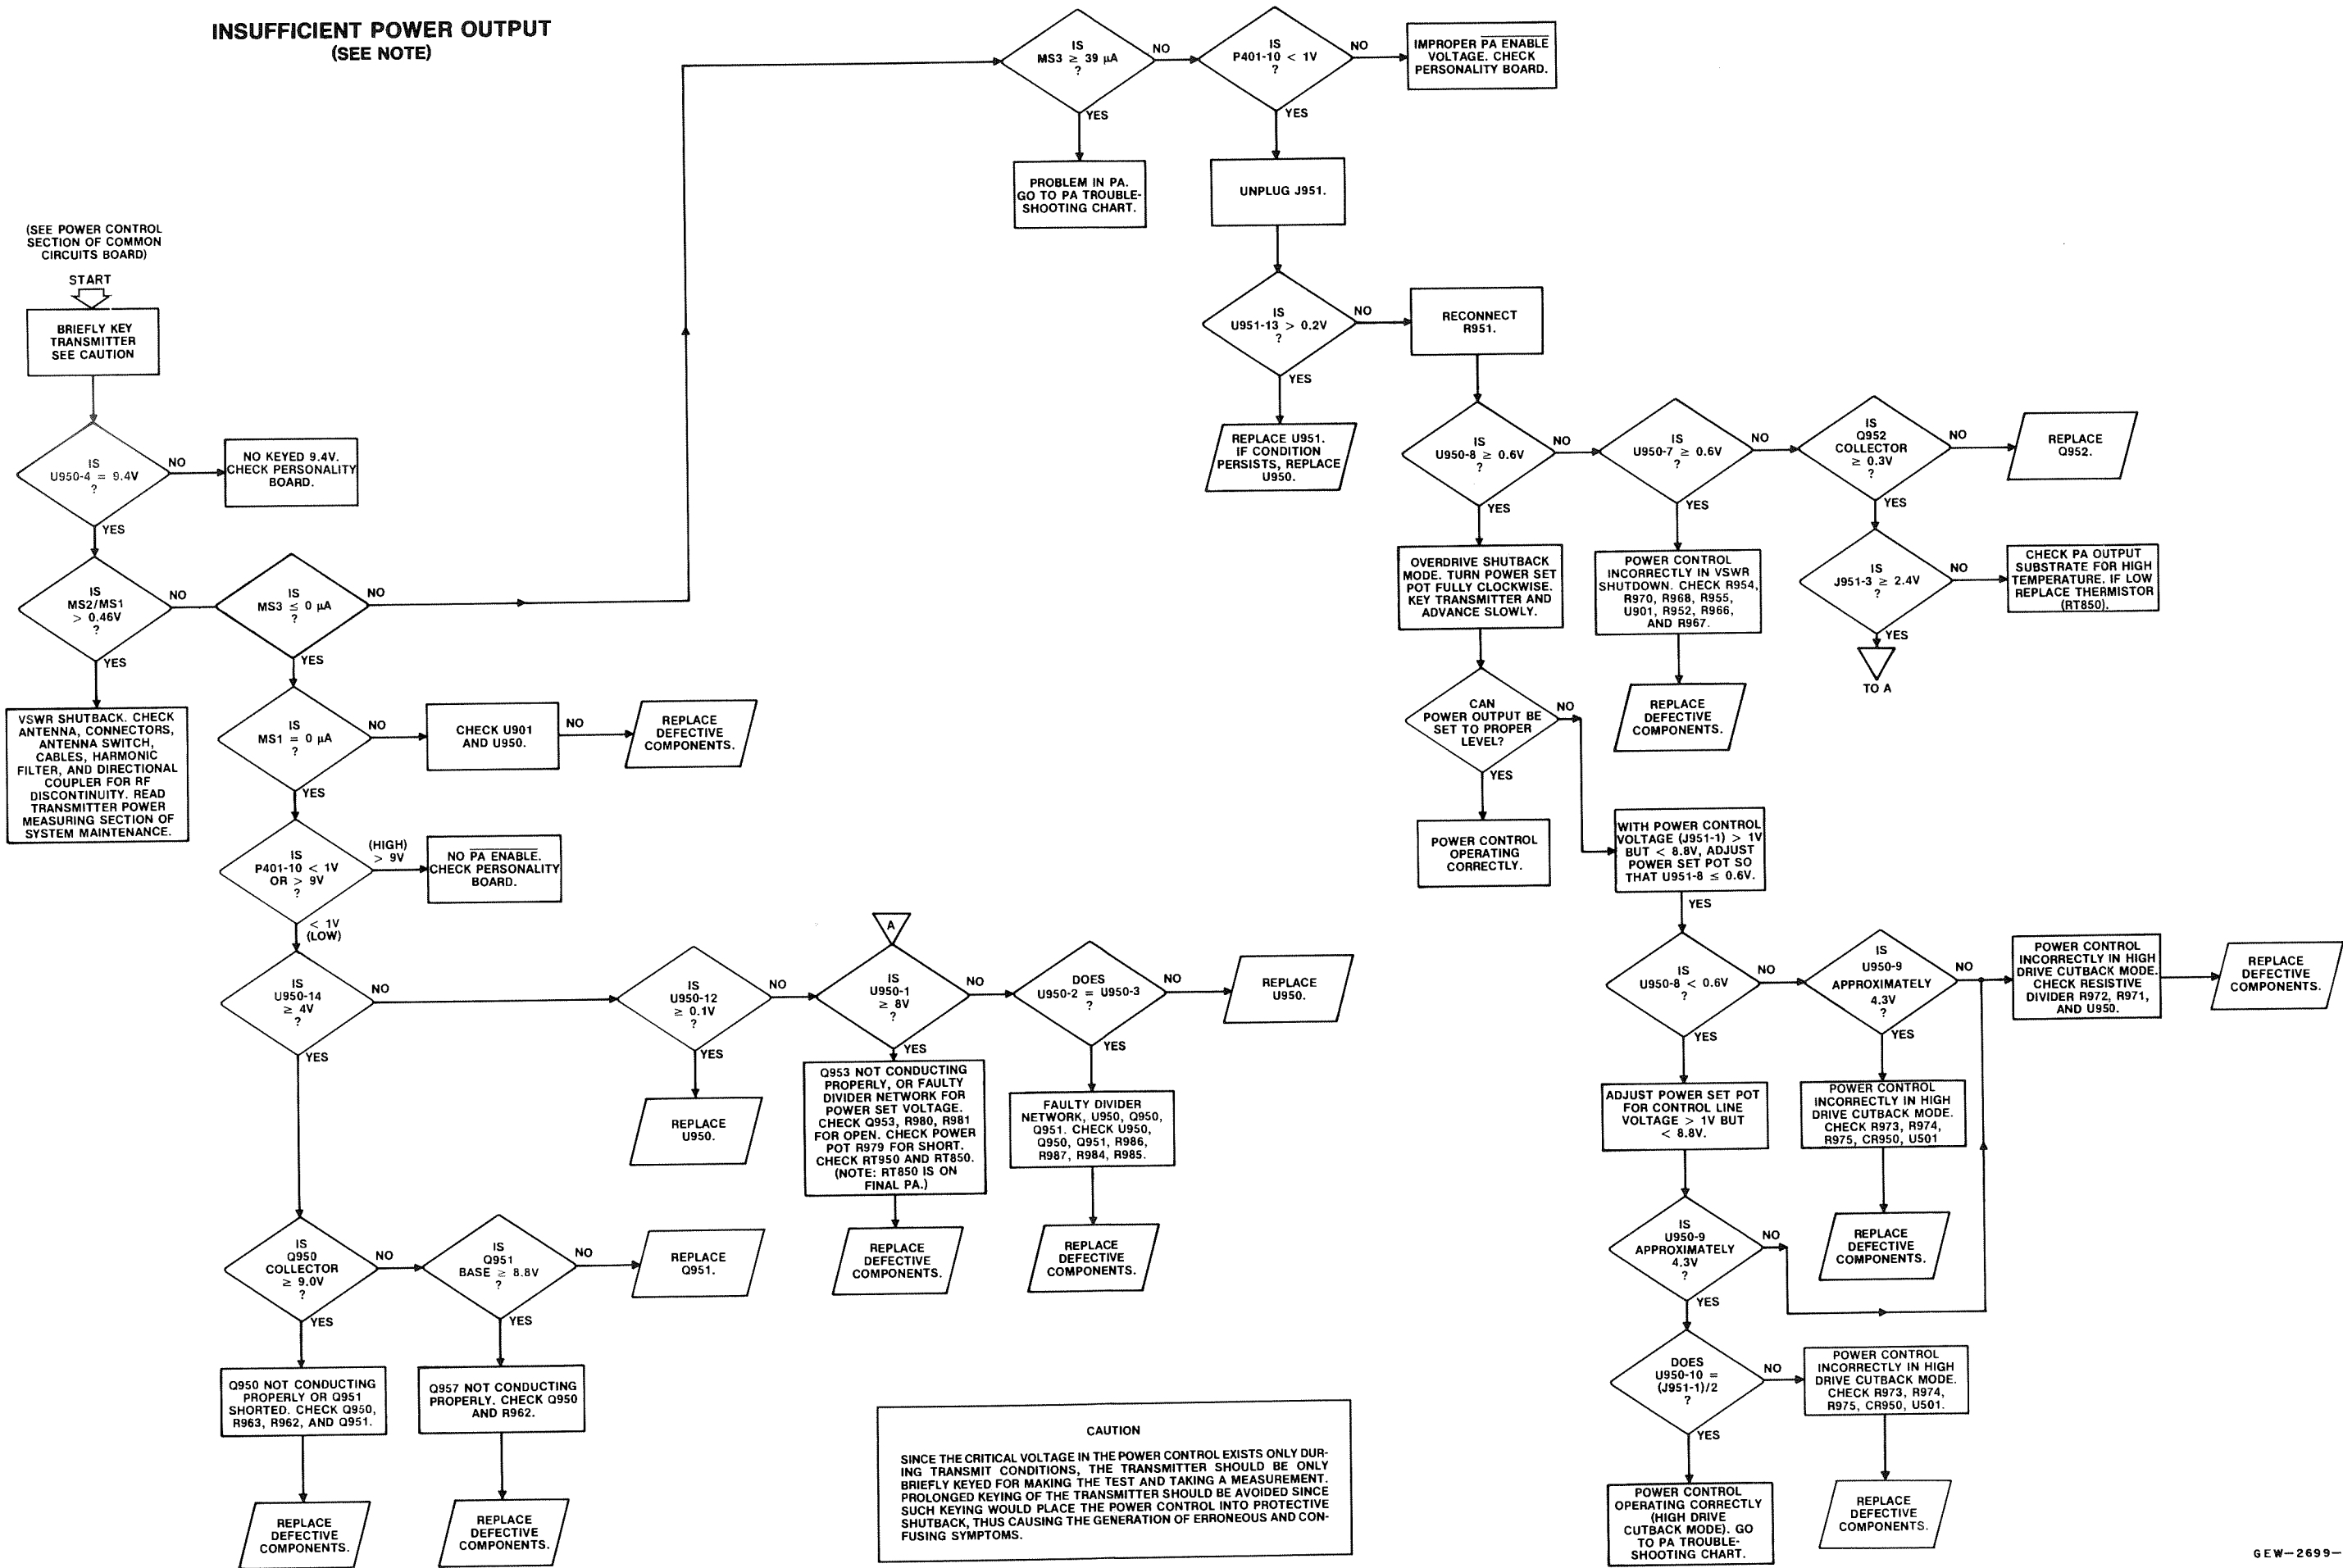 INSUFFICIENT POWER OUTPUT
(SEE NOTE)
(SEE POWER CONTROL
SECTION OF COMMON
CIRCUITS BOARD)
START
BRIEFLY KEY
TRANSMITTER
SEE CAUTION
IS
U950-4 = 9.4V
?
NO
NO KEYED 9.4V.
CHECK PERSONALITY
BOARD.
YES
IS
MS2/MS1
> 0.46V
?
NO
YES
VSWR SHUTBACK. CHECK
ANTENNA, CONNECTORS,
ANTENNA SWITCH,
CABLES, HARMONIC
FILTER, AND DIRECTIONAL
COUPLER FOR RF
DISCONTINUITY. READ
TRANSMITTER POWER
MEASURING SECTION OF
SYSTEM MAINTENANCE.
IS
MS3 ≤ 0 µA
?
NO
YES
IS
MS1 = 0 µA
?
NO
CHECK U901
AND U950.
NO
REPLACE
DEFECTIVE
COMPONENTS.
YES
IS
P401-10 < 1V
OR > 9V
?
(HIGH)
> 9V
NO PA ENABLE.
CHECK PERSONALITY
BOARD.
< 1V
(LOW)
IS
U950-14
≥ 4V
?
NO
YES
IS
U950-12
≥ 0.1V
?
NO
YES
REPLACE
U950.
A
IS
U950-1
≥ 8V
?
NO
YES
Q953 NOT CONDUCTING
PROPERLY, OR FAULTY
DIVIDER NETWORK FOR
POWER SET VOLTAGE.
CHECK Q953, R980, R981
FOR OPEN. CHECK POWER
POT R979 FOR SHORT.
CHECK RT950 AND RT850.
(NOTE: RT850 IS ON
FINAL PA.)
REPLACE
DEFECTIVE
COMPONENTS.
DOES
U950-2 = U950-3
?
NO
REPLACE
U950.
YES
FAULTY DIVIDER
NETWORK, U950, Q950,
Q951. CHECK U950,
Q950, Q951, R986,
R987, R984, R985.
REPLACE
DEFECTIVE
COMPONENTS.
IS
Q950
COLLECTOR
≥ 9.0V
?
NO
YES
Q950 NOT CONDUCTING
PROPERLY OR Q951
SHORTED. CHECK Q950,
R963, R962, AND Q951.
REPLACE
DEFECTIVE
COMPONENTS.
IS
Q951
BASE ≥ 8.8V
?
NO
REPLACE
Q951.
YES
Q957 NOT CONDUCTING
PROPERLY. CHECK Q950
AND R962.
REPLACE
DEFECTIVE
COMPONENTS.
IS
MS3 ≥ 39 µA
?
NO
YES
PROBLEM IN PA.
GO TO PA TROUBLE-
SHOOTING CHART.
IS
P401-10 < 1V
?
NO
IMPROPER PA ENABLE
VOLTAGE. CHECK
PERSONALITY BOARD.
YES
UNPLUG J951.
IS
U951-13 > 0.2V
?
NO
RECONNECT
R951.
YES
REPLACE U951.
IF CONDITION
PERSISTS, REPLACE
U950.
IS
U950-8 ≥ 0.6V
?
NO
YES
OVERDRIVE SHUTBACK
MODE. TURN POWER SET
POT FULLY CLOCKWISE.
KEY TRANSMITTER AND
ADVANCE SLOWLY.
IS
U950-7 ≥ 0.6V
?
NO
YES
POWER CONTROL
INCORRECTLY IN VSWR
SHUTDOWN. CHECK R954,
R970, R968, R955,
U901, R952, R966,
AND R967.
REPLACE
DEFECTIVE
COMPONENTS.
IS
Q952
COLLECTOR
≥ 0.3V
?
NO
REPLACE
Q952.
YES
IS
J951-3 ≥ 2.4V
?
NO
CHECK PA OUTPUT
SUBSTRATE FOR HIGH
TEMPERATURE. IF LOW
REPLACE THERMISTOR
(RT850).
YES
TO A
CAN
POWER OUTPUT BE
SET TO PROPER
LEVEL?
NO
YES
POWER CONTROL
OPERATING
CORRECTLY.
WITH POWER CONTROL
VOLTAGE (J951-1) > 1V
BUT < 8.8V, ADJUST
POWER SET POT SO
THAT U951-8 ≤ 0.6V.
YES
IS
U950-8 < 0.6V
?
NO
YES
IS
U950-9
APPROXIMATELY
4.3V
?
NO
YES
POWER CONTROL
INCORRECTLY IN HIGH
DRIVE CUTBACK MODE.
CHECK RESISTIVE
DIVIDER R972, R971,
AND U950.
REPLACE
DEFECTIVE
COMPONENTS.
ADJUST POWER SET POT
FOR CONTROL LINE
VOLTAGE > 1V BUT
< 8.8V.
POWER CONTROL
INCORRECTLY IN HIGH
DRIVE CUTBACK MODE.
CHECK R973, R974,
R975, CR950, U501
REPLACE
DEFECTIVE
COMPONENTS.
IS
U950-9
APPROXIMATELY
4.3V
?
NO
YES
DOES
U950-10 =
(J951-1)/2
?
NO
POWER CONTROL
INCORRECTLY IN HIGH
DRIVE CUTBACK MODE.
CHECK R973, R974,
R975, CR950, U501.
REPLACE
DEFECTIVE
COMPONENTS.
YES
POWER CONTROL
OPERATING CORRECTLY
(HIGH DRIVE
CUTBACK MODE). GO
TO PA TROUBLE-
SHOOTING CHART.
CAUTION
SINCE THE CRITICAL VOLTAGE IN THE POWER CONTROL EXISTS ONLY DUR-
ING TRANSMIT CONDITIONS, THE TRANSMITTER SHOULD BE ONLY
BRIEFLY KEYED FOR MAKING THE TEST AND TAKING A MEASUREMENT.
PROLONGED KEYING OF THE TRANSMITTER SHOULD BE AVOIDED SINCE
SUCH KEYING WOULD PLACE THE POWER CONTROL INTO PROTECTIVE
SHUTBACK, THUS CAUSING THE GENERATION OF ERRONEOUS AND CON-
FUSING SYMPTOMS.
GEW-2699-